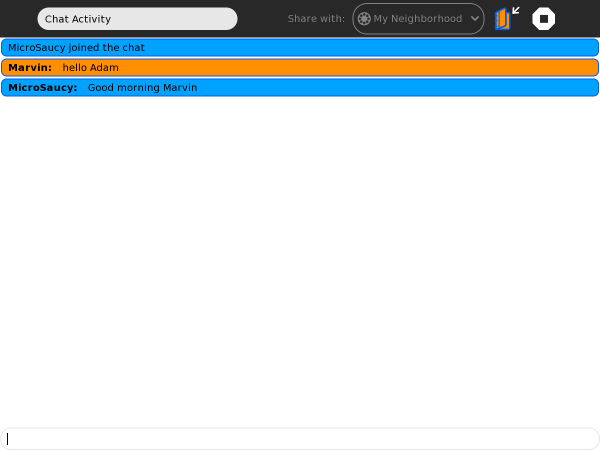 Chat Activity
Share with: My Neighborhood
MicroSaucy joined the chat
Marvin: hello Adam
MicroSaucy: Good morning Marvin